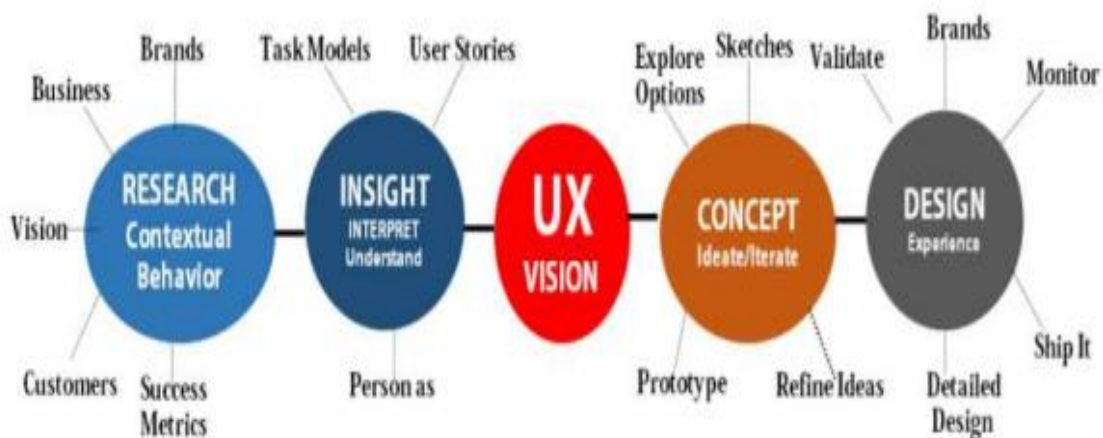 Brands
Business
Vision
Customers
Success
Metrics
RESEARCH
Contextual
Behavior
Task Models
User Stories
INSIGHT
INTERPRET
Understand
Person as
UX
VISION
Explore
Options
Sketches
CONCEPT
Ideate/Iterate
Prototype
Refine Ideas
Validate
Brands
Monitor
DESIGN
Experience
Ship It
Detailed
Design